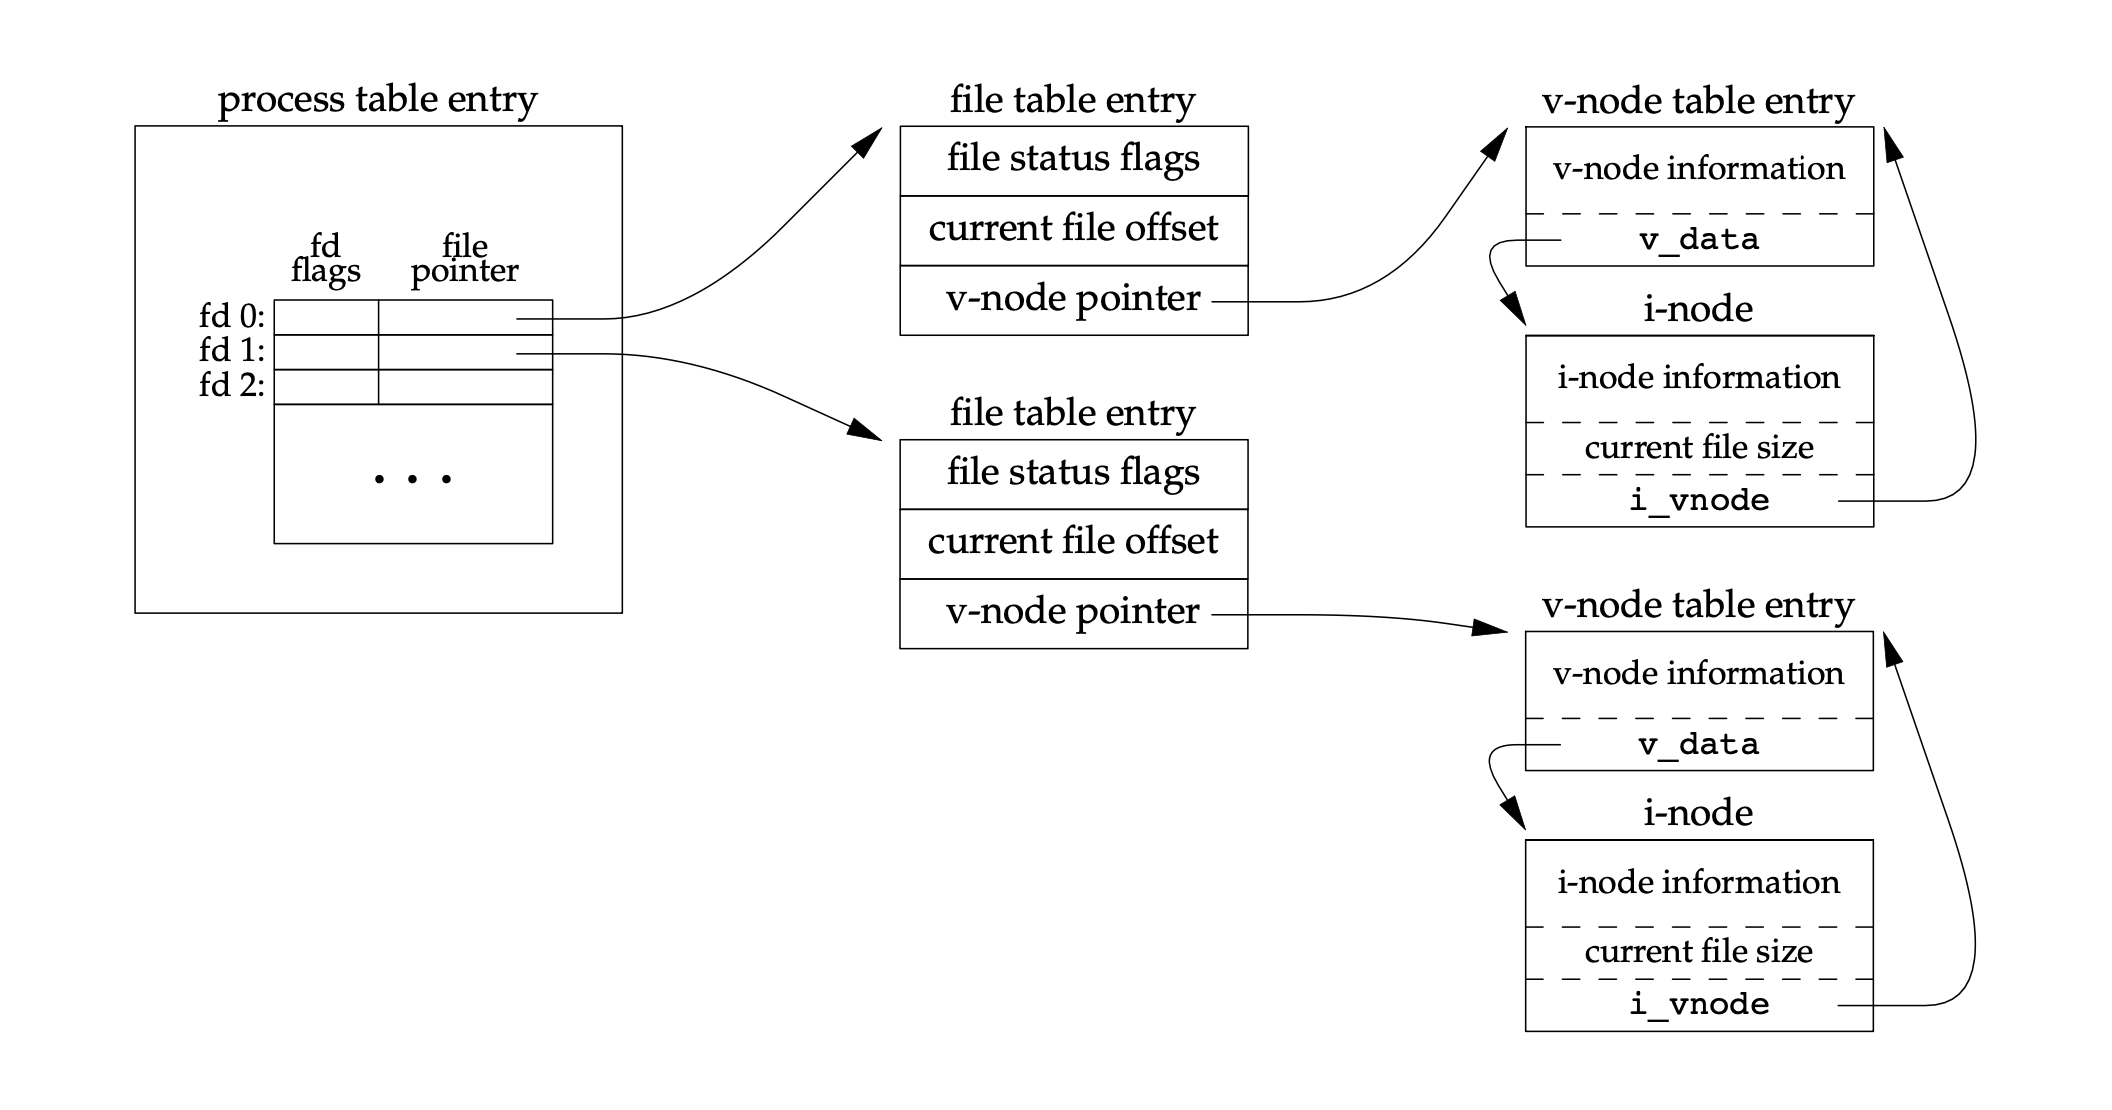 process table entry
fd
flags
file
pointer
fd 0:
fd 1:
fd 2:
. . .
file table entry
file status flags
current file offset
v-node pointer
file table entry
file status flags
current file offset
v-node pointer
v-node table entry
v-node information
v_data
i-node
i-node information
current file size
i_vnode
v-node table entry
v-node information
v_data
i-node
i-node information
current file size
i_vnode